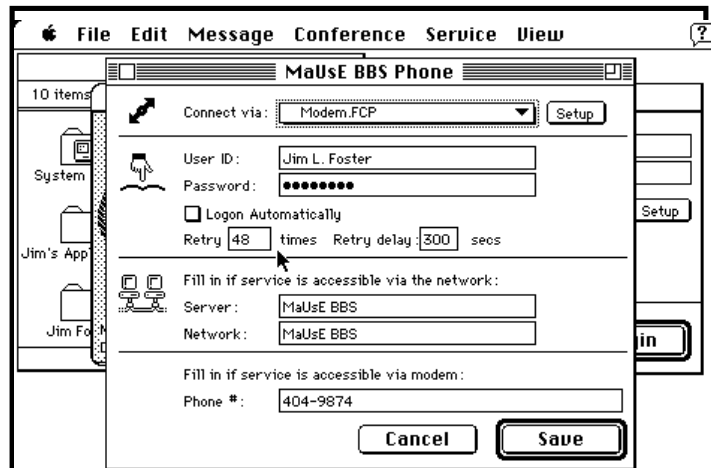 File Edit Message Conference Service View ?
MaUsE BBS Phone
10 items
Connect via: Modem.FCP Setup
User ID: Jim L. Foster
System
Password: ●●●●●●●●
Logon Automatically
Setup
Retry 48 times Retry delay: 300 secs
Jim's App
Fill in if service is accessible via the network:
Server: MaUsE BBS
Jim Fo
Network: MaUsE BBS
in
Fill in if service is accessible via modem:
Phone #: 404-9874
Cancel Save